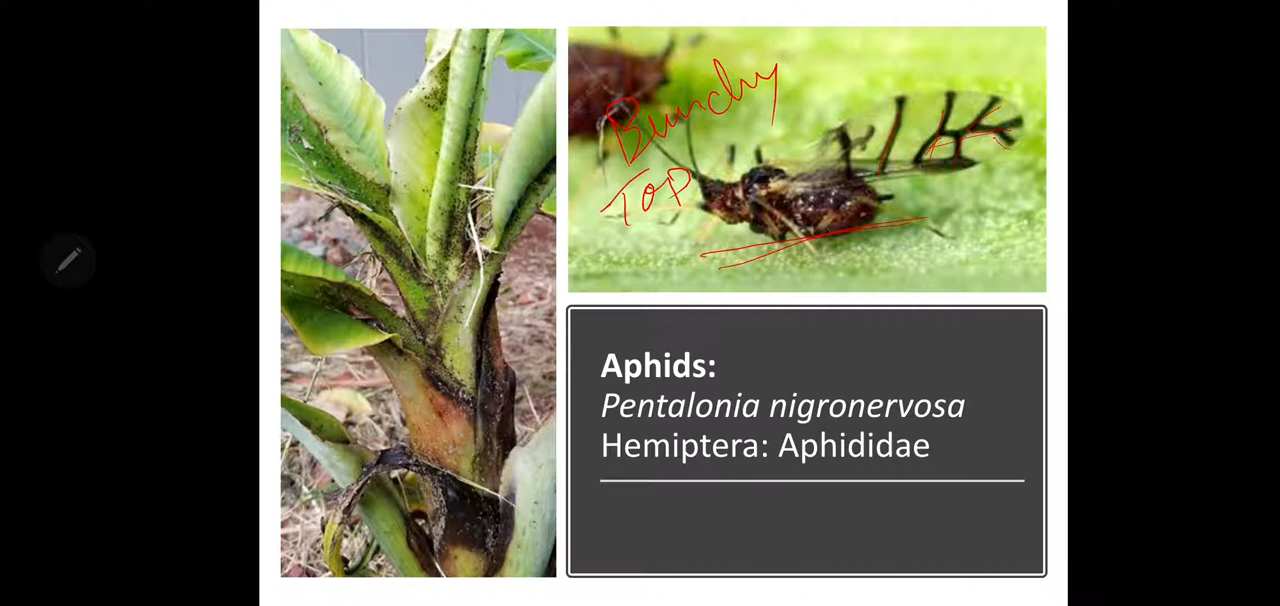 Bunchy
Top
Aphids:
Pentalonia nigronervosa
Hemiptera: Aphididae